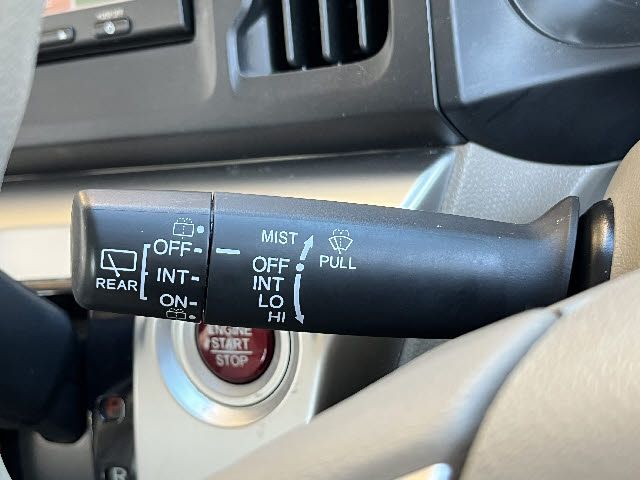 MIST
OFF
INT
LO
HI
PULL
REAR
OFF
INT
ON
ENGINE
START
STOP
R